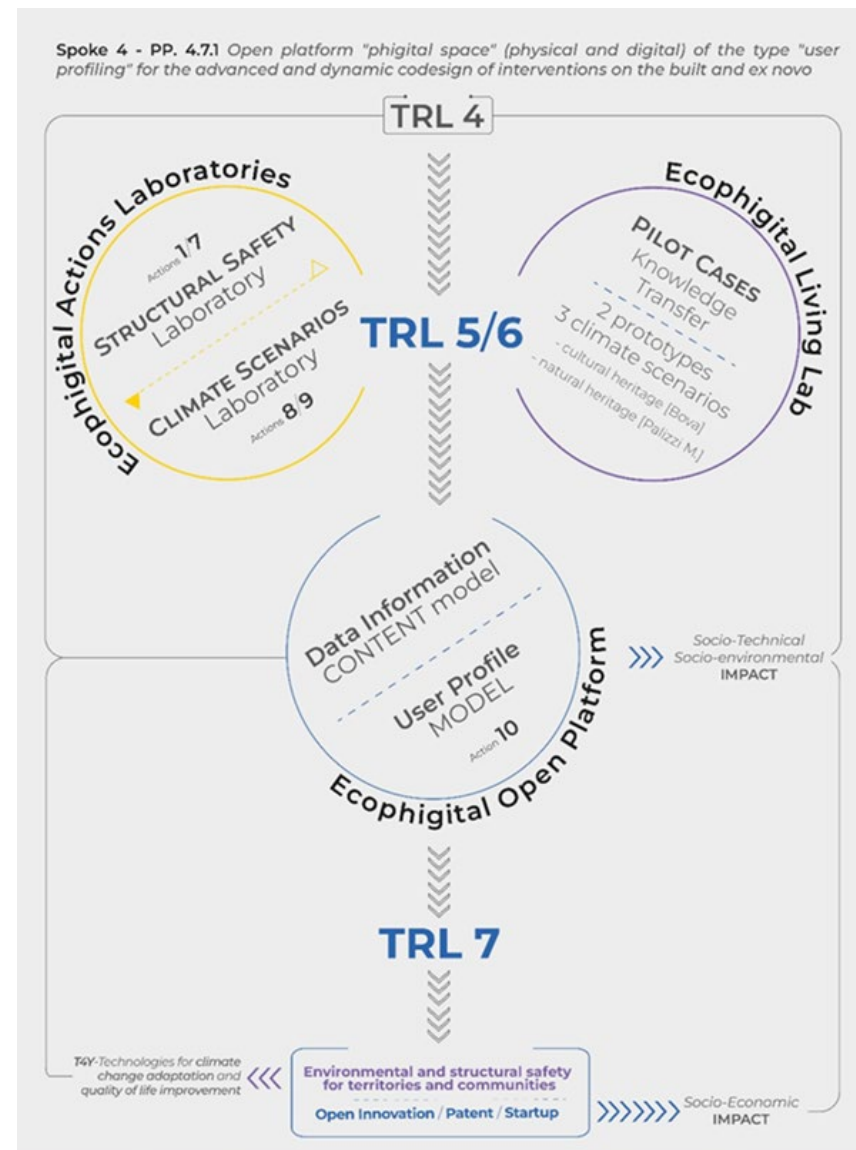 Spoke 4 - PP. 4.7.1 Open platform "phigital space" (physical and digital) of the type "user
profiling" for the advanced and dynamic codesign of interventions on the built and ex novo
TRL 4
Ecophigital Actions Laboratories
Actions 1/7
STRUCTURAL SAFETY
Laboratory
CLIMATE SCENARIOS
Laboratory
Actions 8/9
TRL 5/6
Ecophigital Living Lab
PILOT CASES
Knowledge
Transfer
2 prototypes
3 climate scenarios
- cultural heritage [Bova]
- natural heritage [Palizzi M.]
Data Information
CONTENT model
User Profile
MODEL
Action 10
Ecophigital Open Platform
Socio-Technical
Socio-environmental
IMPACT
TRL 7
T4Y-Technologies for climate
change adaptation and
quality of life improvement
Environmental and structural safety
for territories and communities
Open Innovation / Patent / Startup
Socio-Economic
IMPACT